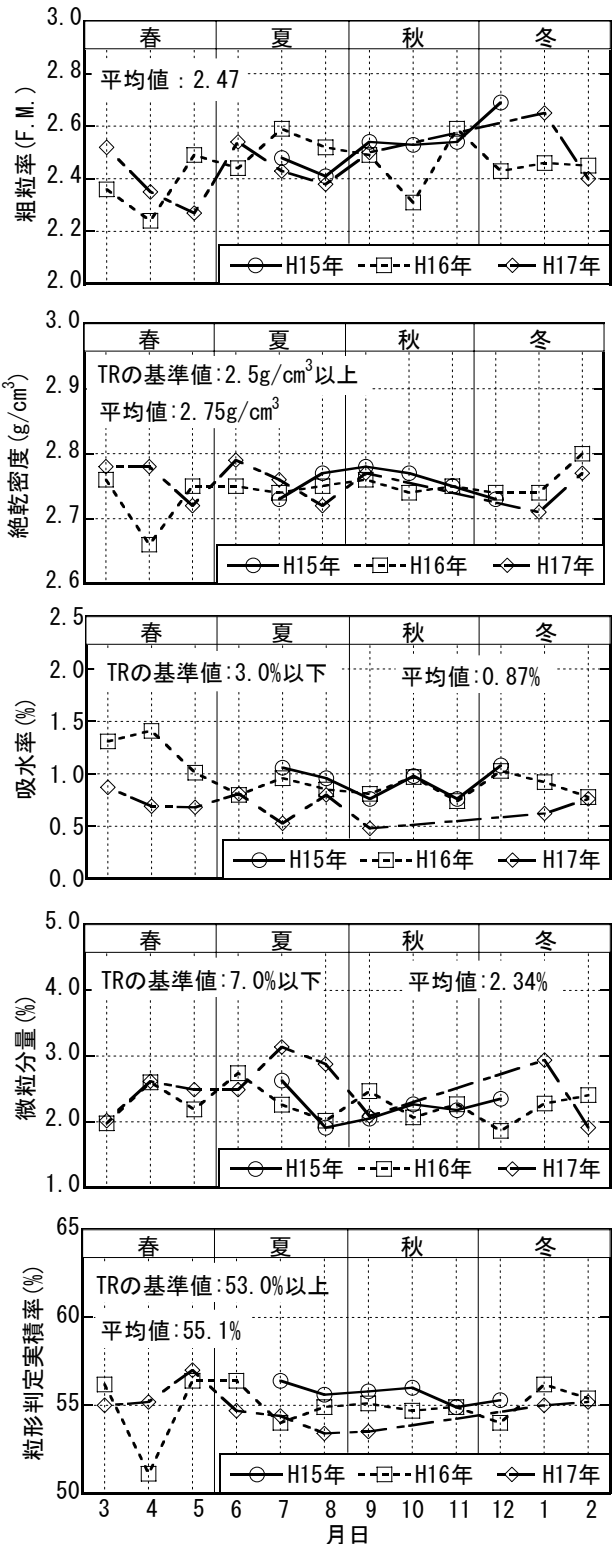 3.0
春 夏 秋 冬
2.8
平均値：2.47
2.6
2.4
2.2
2.0
粗粒率(F.M.)
H15年 H16年 H17年
3.0
春 夏 秋 冬
TRの基準値:2.5g/cm³以上
2.9
平均値:2.75g/cm³
2.8
2.7
2.6
絶乾密度(g/cm³)
H15年 H16年 H17年
2.5
春 夏 秋 冬
2.0
TRの基準値:3.0%以下 平均値:0.87%
1.5
1.0
0.5
0.0
吸水率(%)
H15年 H16年 H17年
5.0
春 夏 秋 冬
TRの基準値:7.0%以下 平均値:2.34%
4.0
3.0
2.0
1.0
微粒分量(%)
H15年 H16年 H17年
65
春 夏 秋 冬
TRの基準値:53.0%以上
60
平均値:55.1%
55
50
粒形判定実積率(%)
H15年 H16年 H17年
3 4 5 6 7 8 9 10 11 12 1 2
月日